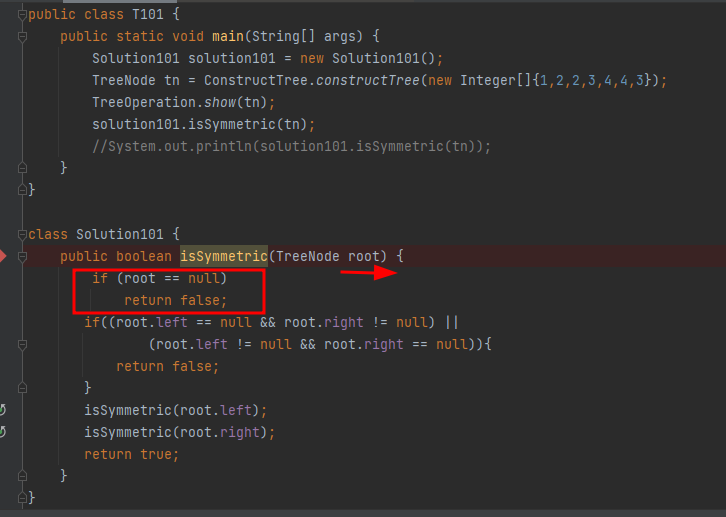 public class T101 {
    public static void main(String[] args) {
        Solution101 solution101 = new Solution101();
        TreeNode tn = ConstructTree.constructTree(new Integer[]{1,2,2,3,4,4,3});
        TreeOperation.show(tn);
        solution101.isSymmetric(tn);
        //System.out.println(solution101.isSymmetric(tn));
    }
}
class Solution101 {
    public boolean isSymmetric(TreeNode root) {
        if (root == null)
            return false;
       if((root.left == null && root.right != null) ||
               (root.left != null && root.right == null)){
           return false;
       }
       isSymmetric(root.left);
       isSymmetric(root.right);
       return true;
    }
}